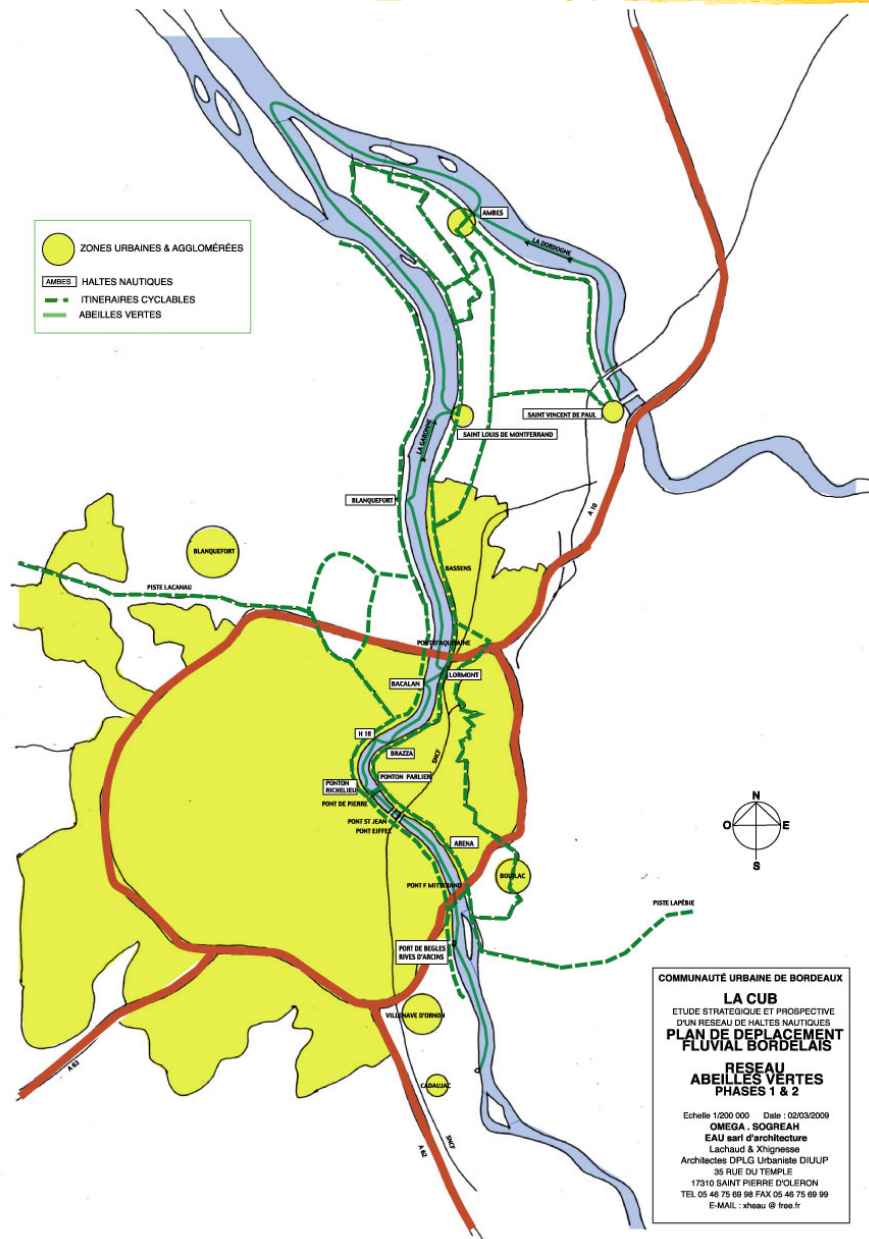 AMBES
LA DORDOGNE
ZONES URBAINES & AGGLOMÉRÉES
AMBES HALTES NAUTIQUES
ITINERAIRES CYCLABLES
ABEILLES VERTES
SAINT VINCENT DE PAUL
SAINT LOUIS DE MONTFERRAND
LA GARONNE
BLANQUEFORT
A 10
BLANQUEFORT
BASSENS
PISTE LACANAU
PONT D'AQUITAINE
LORMONT
BACALAN
H 18
BRAZZA
SNCF
PONTON PARLIER
PONTON
RICHELIEU
PONT DE PIERRE
PONT ST JEAN
PONT EIFFEL
ARENA
N
O E
S
BOULIAC
PONT F MITTERAND
PISTE LAPÉBIE
PORT DE BEGLES
RIVES D'ARCINS
VILLENAVE D'ORNON
A 63
CADAUJAC
A 62
SNCF
COMMUNAUTÉ URBAINE DE BORDEAUX
LA CUB
ETUDE STRATEGIQUE ET PROSPECTIVE
D'UN RESEAU DE HALTES NAUTIQUES
PLAN DE DEPLACEMENT
FLUVIAL BORDELAIS
RESEAU
ABEILLES VERTES
PHASES 1 & 2
Echelle 1/200 000 Date : 02/03/2009
OMEGA . SOGREAH
EAU sarl d'architecture
Lachaud & Xhignesse
Architectes DPLG Urbaniste DIUUP
35 RUE DU TEMPLE
17310 SAINT PIERRE D'OLERON
TEL 05 46 75 69 98 FAX 05 46 75 69 99
E-MAIL : xheau @ free.fr